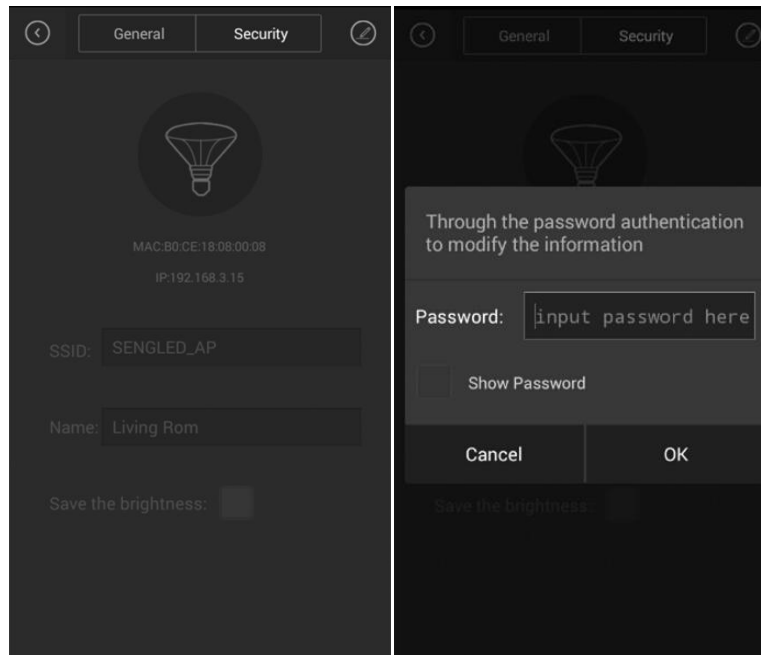 General Security
MAC:B0:CE:18:08:00:08
IP:192.168.3.15
SSID: SENGLED_AP
Name: Living Rom
Save the brightness:
General Security
Through the password authentication
to modify the information
Password: input password here
Show Password
Cancel OK
Save the brightness: